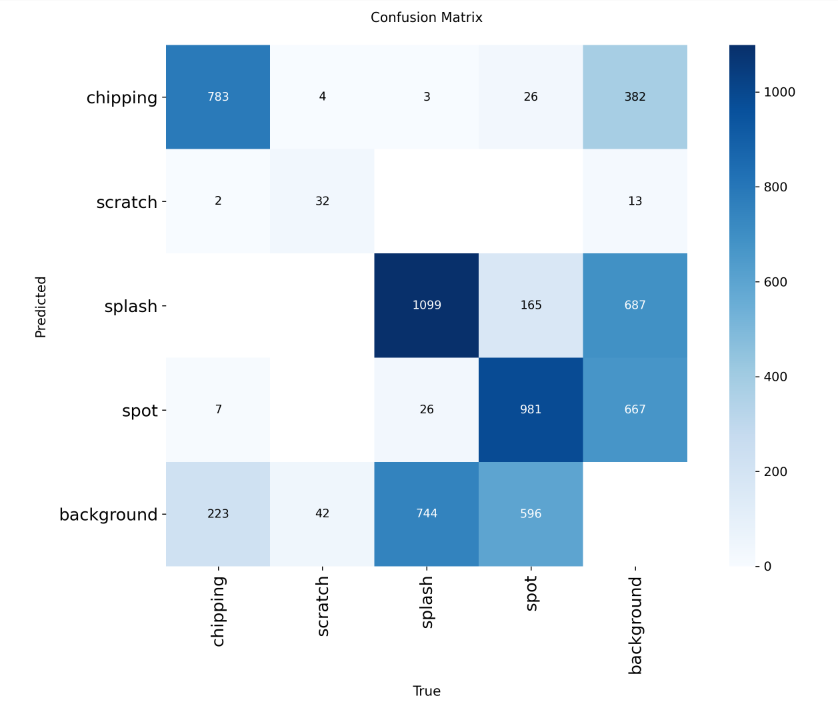 Confusion Matrix
chipping
783
4
3
26
382
scratch
2
32
13
splash
1099
165
687
spot
7
26
981
667
background
223
42
744
596
Predicted
chipping
scratch
splash
spot
background
True
1000
800
600
400
200
0